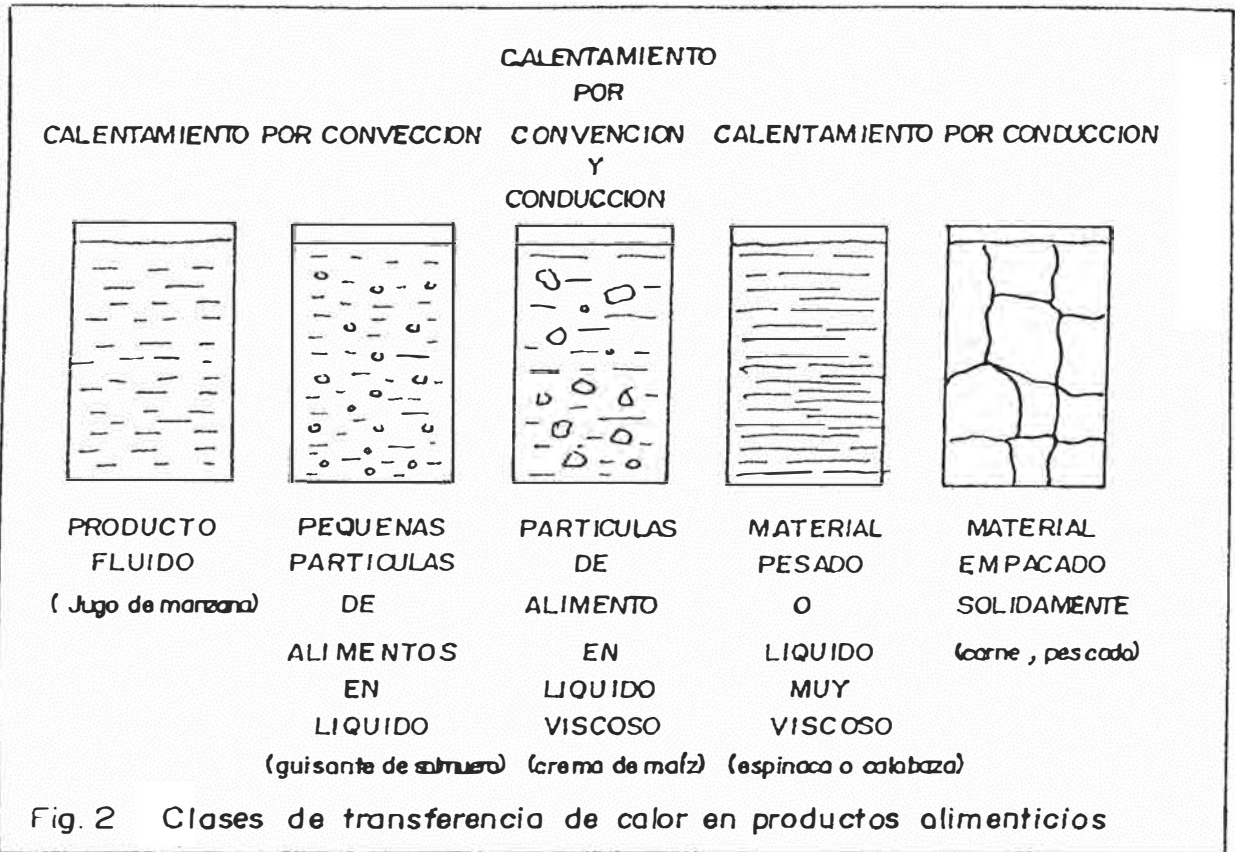 CALENTAMIENTO
POR
CALENTAMIENTO POR CONVECCION
CONVENCION
CALENTAMIENTO POR CONDUCCION
Y
CONDUCCION
PRODUCTO
FLUIDO
(Jugo de manzana)
PEQUENAS
PARTICULAS
DE
ALIMENTOS
EN
LIQUIDO
(guisante de salmuera)
PARTICULAS
DE
ALIMENTO
EN
LIQUIDO
VISCOSO
(crema de maíz)
MATERIAL
PESADO
O
LIQUIDO
MUY
VISCOSO
(espinaca o calabaza)
MATERIAL
EMPACADO
SOLIDAMENTE
(carne, pescado)
Fig. 2 Clases de transferencia de calor en productos alimenticios